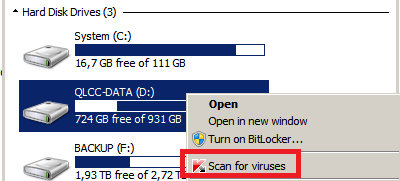 Hard Disk Drives (3)
System (C:)
16,7 GB free of 111 GB
QLCC-DATA (D:)
724 GB free of 931 GB
Open
Open in new window
Turn on BitLocker...
Scan for viruses
BACKUP (F:)
1,93 TB free of 2,72 T